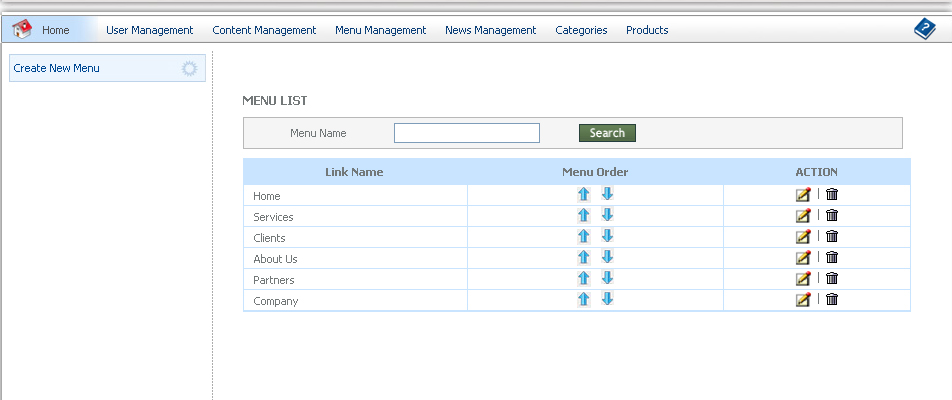 Home User Management Content Management Menu Management News Management Categories Products ?
Create New Menu
MENU LIST
Menu Name Search
Link Name Menu Order ACTION
Home |
Services |
Clients |
About Us |
Partners |
Company |